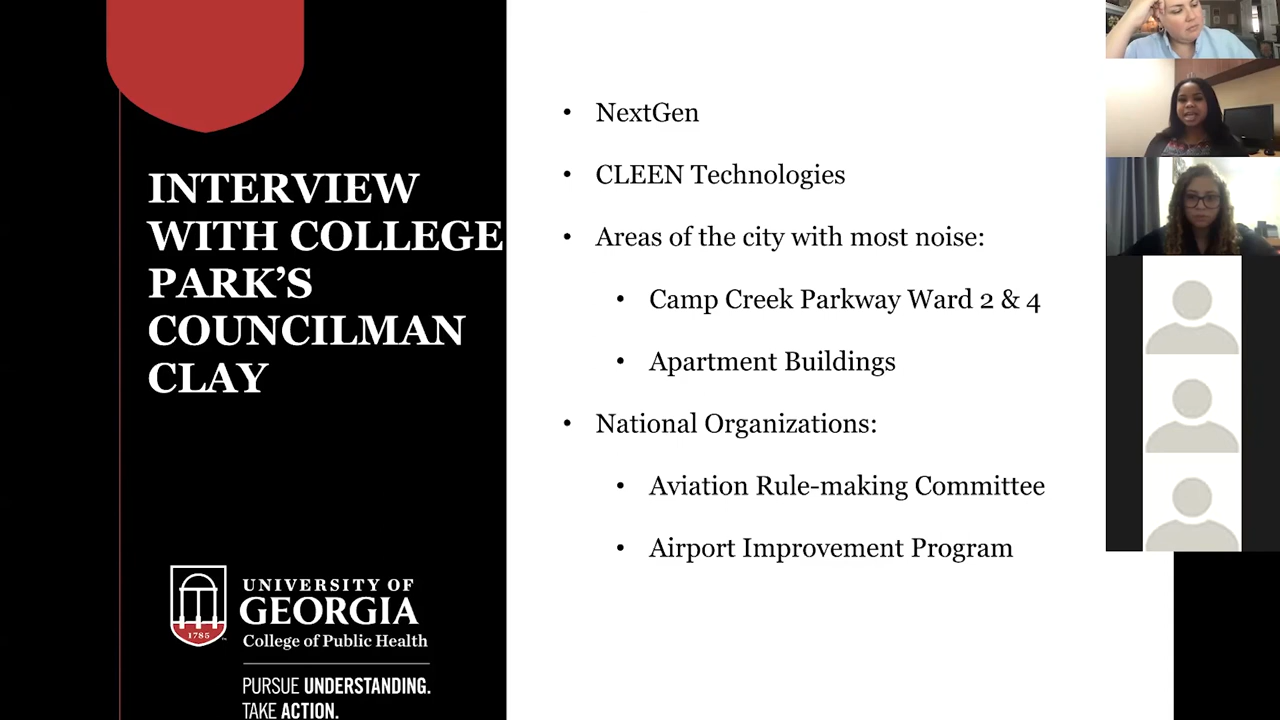 INTERVIEW
WITH COLLEGE
PARK'S
COUNCILMAN
CLAY
• NextGen
• CLEEN Technologies
• Areas of the city with most noise:
• Camp Creek Parkway Ward 2 & 4
• Apartment Buildings
• National Organizations:
• Aviation Rule-making Committee
• Airport Improvement Program
1785
UNIVERSITY OF
GEORGIA
College of Public Health
PURSUE UNDERSTANDING.
TAKE ACTION.